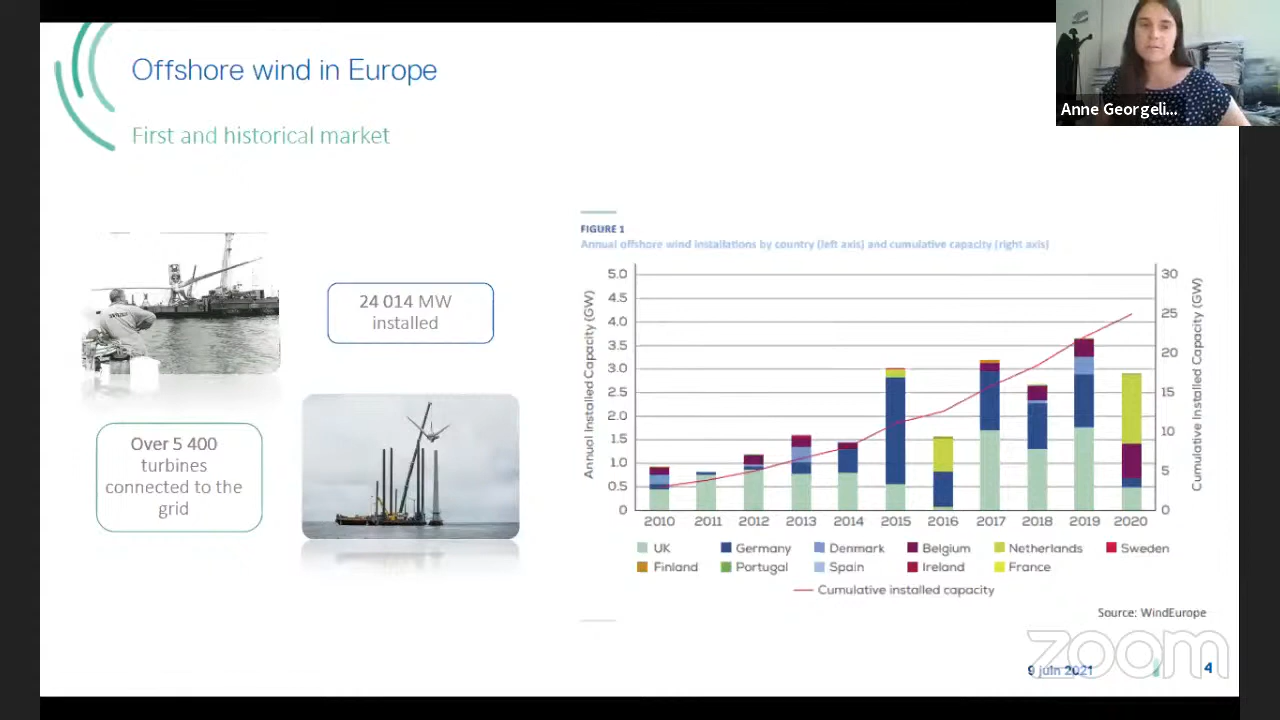 Offshore wind in Europe
First and historical market
Anne Georgeli...
24 014 MW
installed
Over 5 400
turbines
connected to the
grid
FIGURE 1
Annual offshore wind installations by country (left axis) and cumulative capacity (right axis)
Annual Installed Capacity (GW)
5.0
4.5
4.0
3.5
3.0
2.5
2.0
1.5
1.0
0.5
0
30
25
20
15
10
5
0
Cumulative Installed Capacity (GW)
2010 2011 2012 2013 2014 2015 2016 2017 2018 2019 2020
UK Germany Denmark Belgium Netherlands Sweden
Finland Portugal Spain Ireland France
Cumulative installed capacity
Source: WindEurope
zoom
9 juin 2021
4